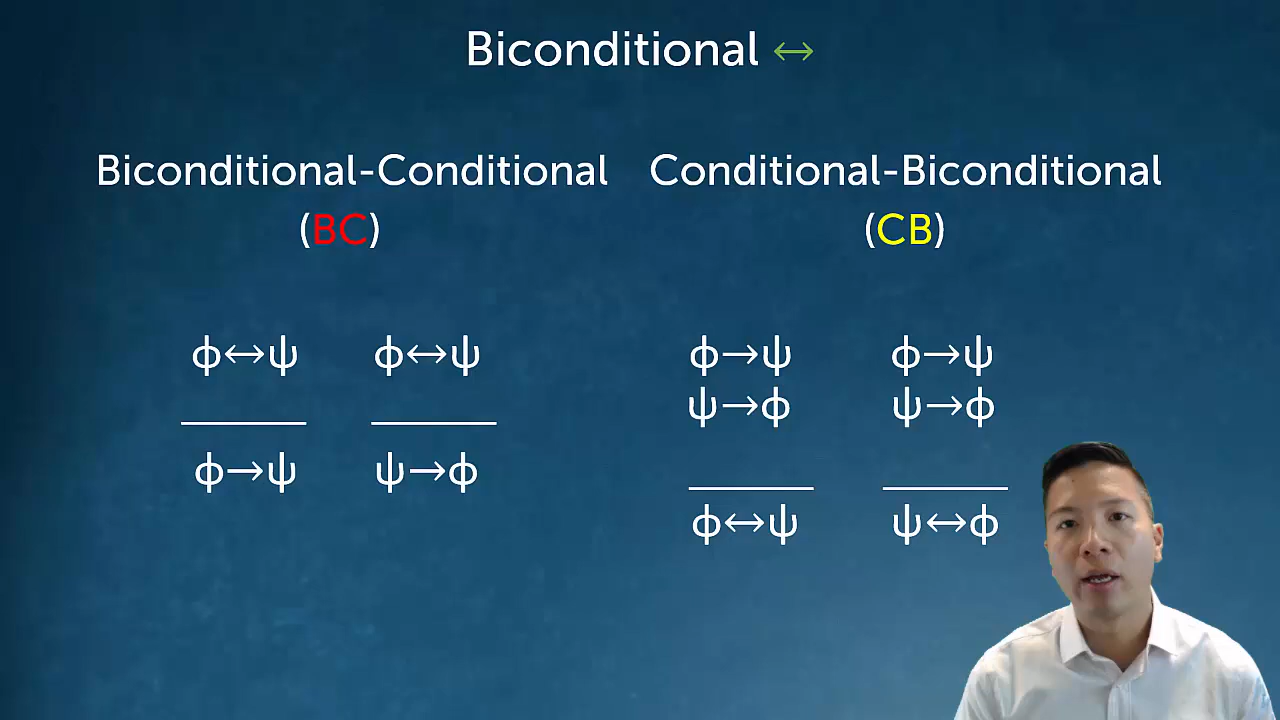 Biconditional ↔
Biconditional-Conditional
(BC)
ϕ↔ψ ϕ↔ψ
ϕ→ψ ψ→ϕ
Conditional-Biconditional
(CB)
ϕ→ψ ϕ→ψ
ψ→ϕ ψ→ϕ
ϕ↔ψ ψ↔ϕ